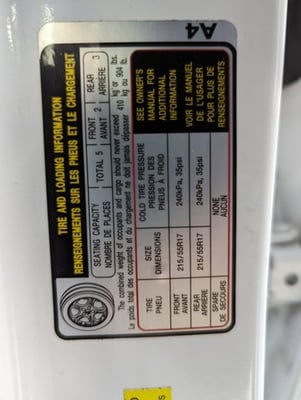 A4
TIRE AND LOADING INFORMATION
RENSEIGNEMENTS SUR LES PNEUS ET LE CHARGEMENT
SEATING CAPACITY
NOMBRE DE PLACES
TOTAL 5
FRONT 2
AVANT
REAR 3
ARRIERE
The combined weight of occupants and cargo should never exceed
Le poids total des occupants et du chargement ne doit jamais dépasser
410 kg or 904 lbs.
kg ou lb.
TIRE
PNEU
SIZE
DIMENSIONS
COLD TIRE PRESSURE
PRESSION DES
PNEUS A FROID
SEE OWNER'S
MANUAL FOR
ADDITIONAL
INFORMATION
FRONT
AVANT
215/55R17
240kPa, 35psi
REAR
ARRIERE
215/55R17
240kPa, 35psi
VOIR LE MANUEL
DE L'USAGER
POUR PLUS DE
RENSEIGNEMENTS
SPARE
DE SECOURS
NONE
AUCUN